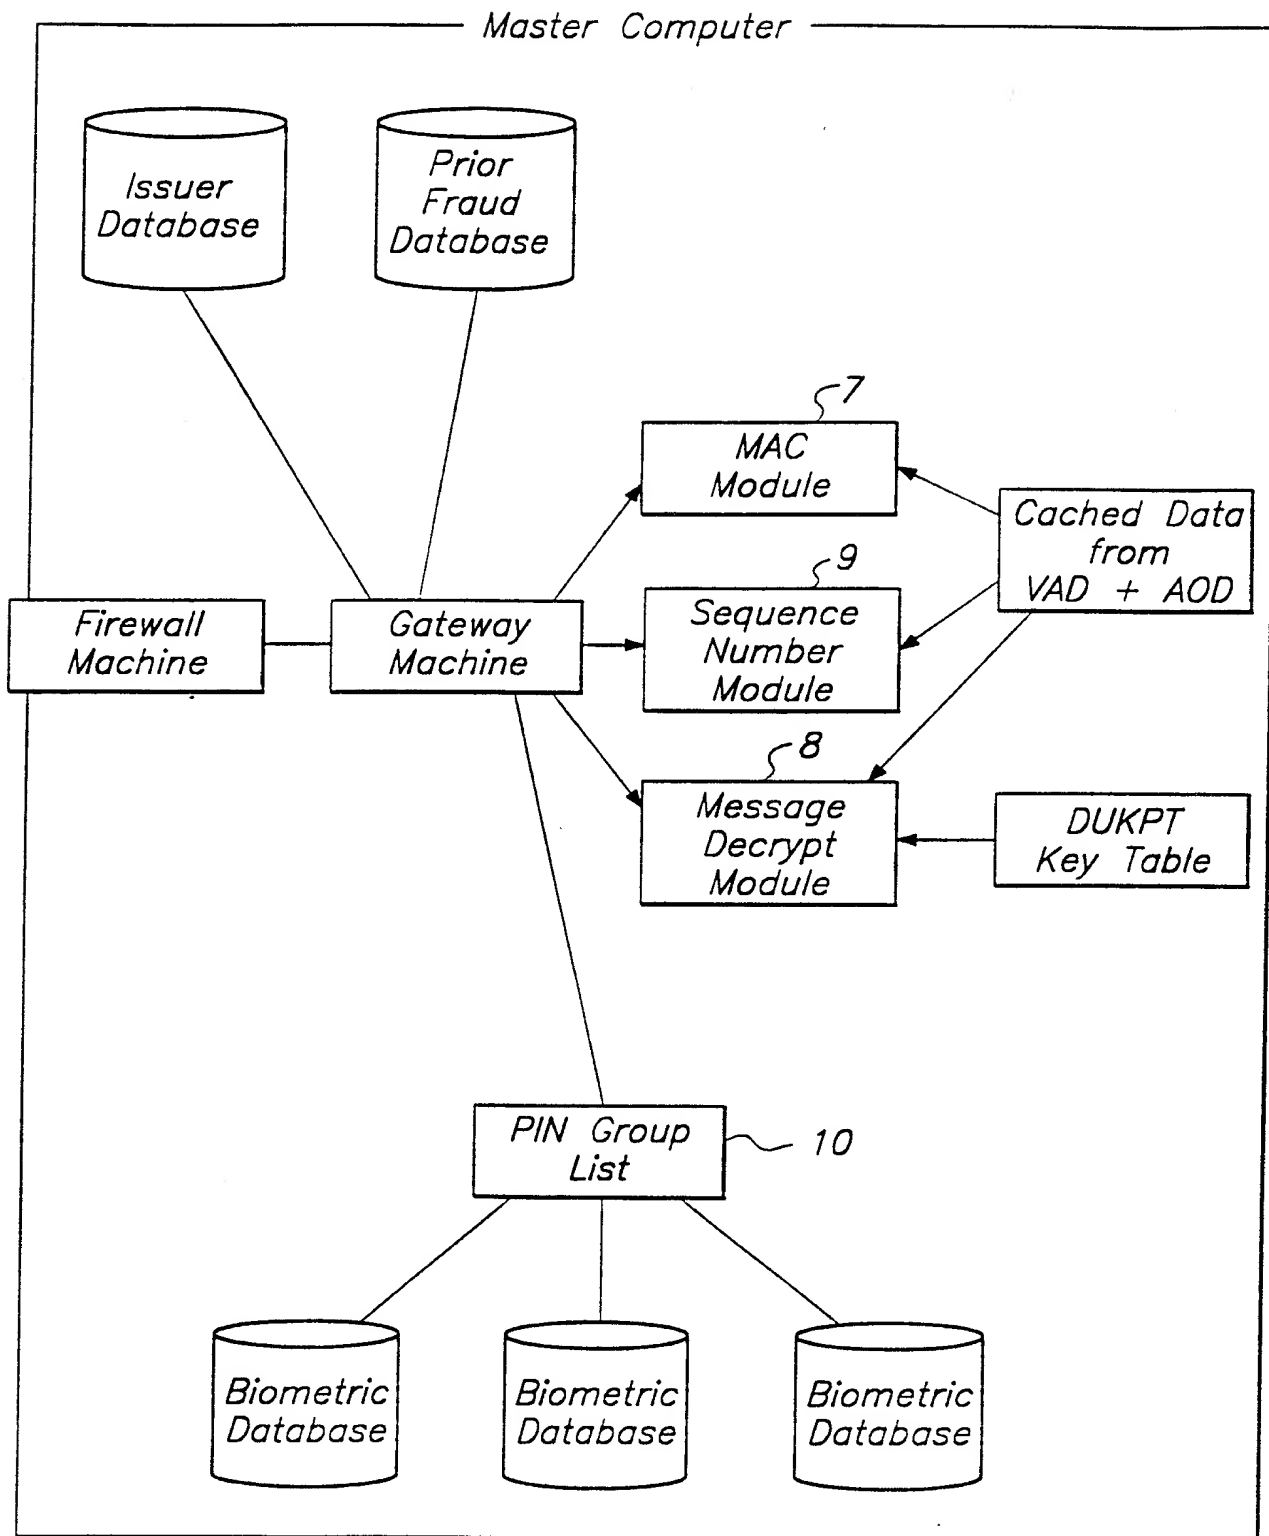 Master Computer
Issuer
Database
Prior
Fraud
Database
7
MAC
Module
Cached Data
from
VAD + AOD
9
Firewall
Machine
Gateway
Machine
Sequence
Number
Module
8
Message
Decrypt
Module
DUKPT
Key Table
PIN Group
List
10
Biometric
Database
Biometric
Database
Biometric
Database